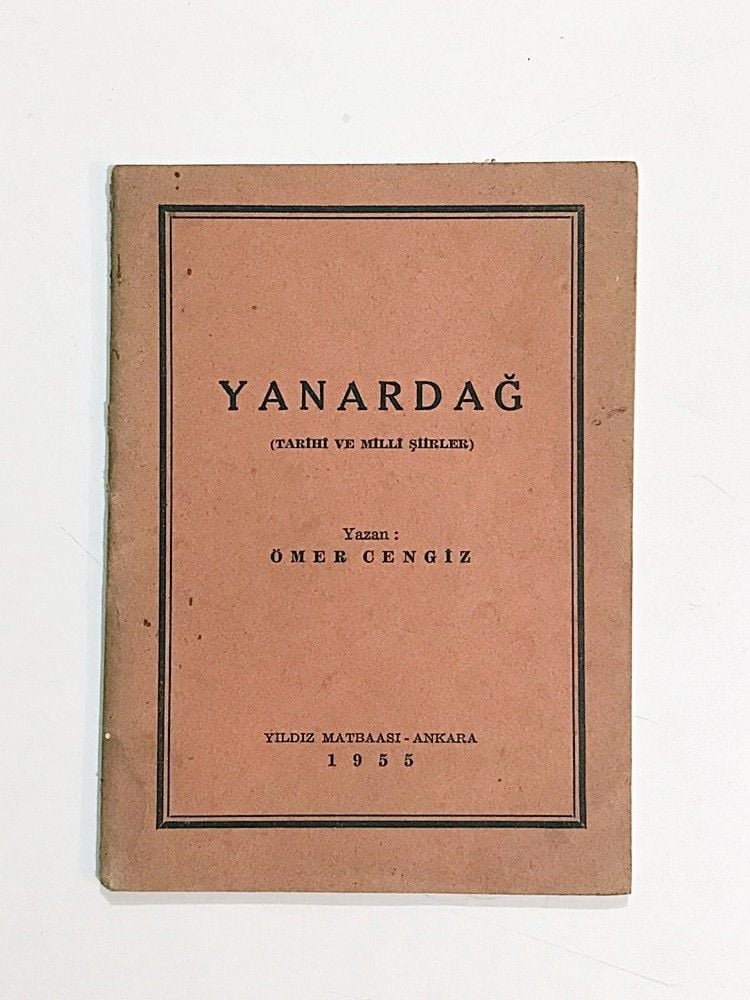 YANARDAĞ
(TARİHİ VE MİLLİ ŞİİRLER)
Yazan :
ÖMER CENGİZ
YILDIZ MATBAASI - ANKARA
1955